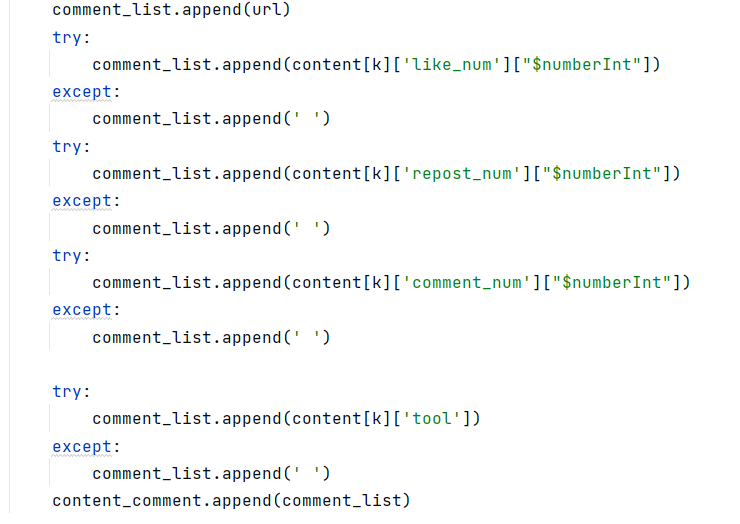 comment_list.append(url)
try:
    comment_list.append(content[k]['like_num']["$numberInt"])
except:
    comment_list.append(' ')
try:
    comment_list.append(content[k]['repost_num']["$numberInt"])
except:
    comment_list.append(' ')
try:
    comment_list.append(content[k]['comment_num']["$numberInt"])
except:
    comment_list.append(' ')

try:
    comment_list.append(content[k]['tool'])
except:
    comment_list.append(' ')
content_comment.append(comment_list)